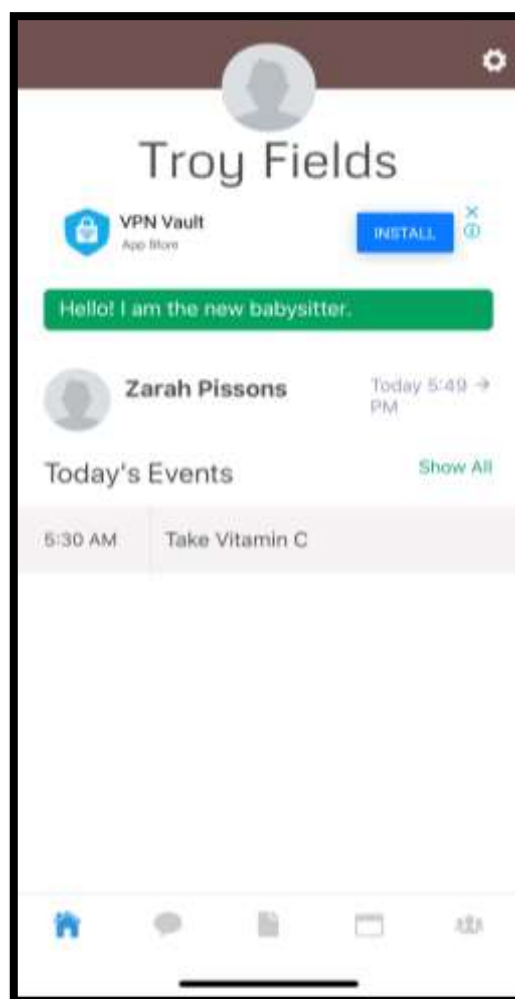 Troy Fields
VPN Vault
App Store
INSTALL
Hello! I am the new babysitter.
Zarah Pissons
Today 5:49 →
PM
Today's Events
Show All
5:30 AM
Take Vitamin C